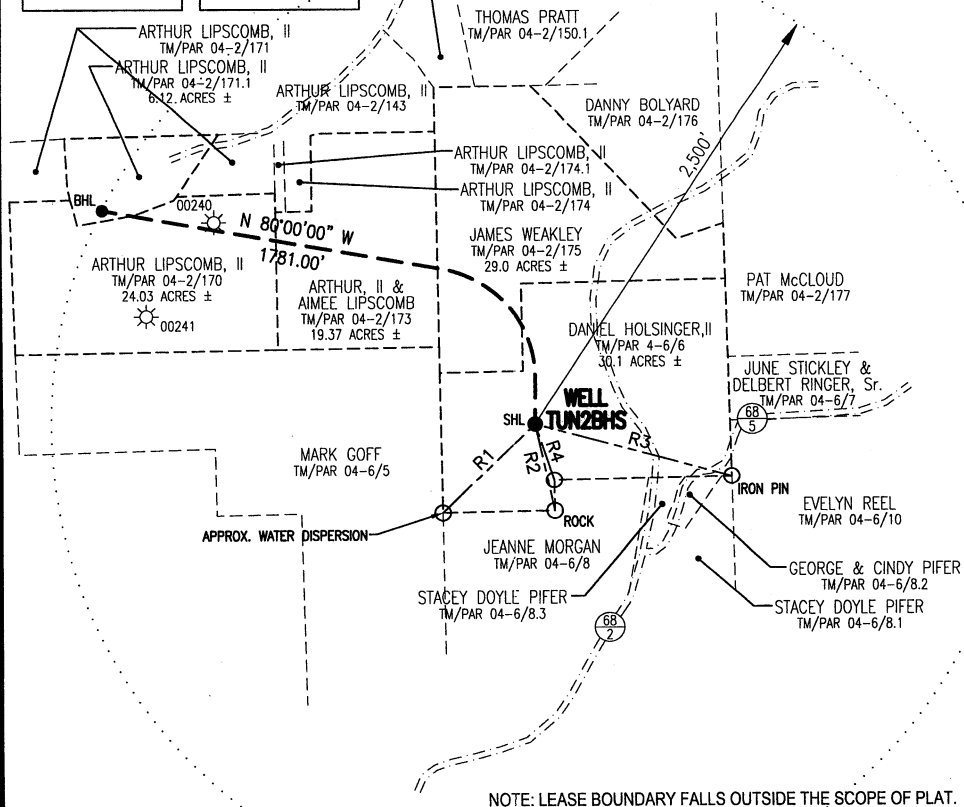 THOMAS PRATT
TM/PAR 04-2/150.1
ARTHUR LIPSCOMB, II
TM/PAR 04-2/171
ARTHUR LIPSCOMB, II
TM/PAR 04-2/171.1
6.12. ACRES ±
ARTHUR LIPSCOMB, II
TM/PAR 04-2/143
DANNY BOLYARD
TM/PAR 04-2/176
2,500'
ARTHUR LIPSCOMB, II
TM/PAR 04-2/174.1
ARTHUR LIPSCOMB, II
TM/PAR 04-2/174
BHL
00240
N 80°00'00" W
1781.00'
JAMES WEAKLEY
TM/PAR 04-2/175
29.0 ACRES ±
ARTHUR LIPSCOMB, II
TM/PAR 04-2/170
24.03 ACRES ±
00241
ARTHUR, II &
AIMEE LIPSCOMB
TM/PAR 04-2/173
19.37 ACRES ±
PAT McCLOUD
TM/PAR 04-2/177
DANIEL HOLSINGER,II
TM/PAR 4-6/6
30.1 ACRES ±
JUNE STICKLEY &
DELBERT RINGER, Sr.
TM/PAR 04-6/7
68
5
WELL
TUN2BHS
SHL
R1
R2
R4
R3
MARK GOFF
TM/PAR 04-6/5
IRON PIN
EVELYN REEL
TM/PAR 04-6/10
ROCK
APPROX. WATER DISPERSION
JEANNE MORGAN
TM/PAR 04-6/8
GEORGE & CINDY PIFER
TM/PAR 04-6/8.2
STACEY DOYLE PIFER
TM/PAR 04-6/8.3
STACEY DOYLE PIFER
TM/PAR 04-6/8.1
68
2
NOTE: LEASE BOUNDARY FALLS OUTSIDE THE SCOPE OF PLAT.